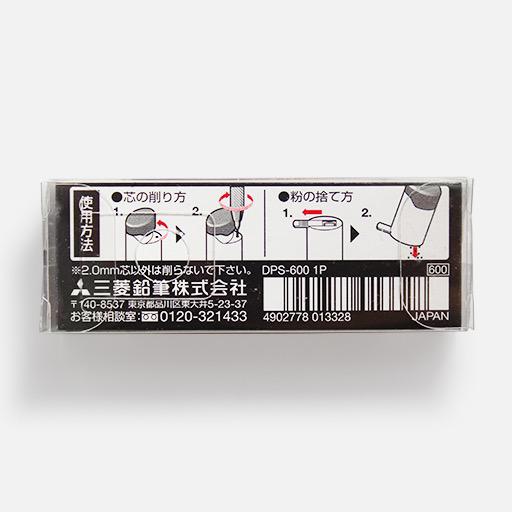 使用方法
●芯の削り方
1.
2.
●粉の捨て方
1.
2.
※2.0mm芯以外は削らないで下さい。
DPS-600 1P
600
三菱鉛筆株式会社
〒140-8537 東京都品川区東大井5-23-37
お客様相談室:0120-321433
4902778 013328
JAPAN